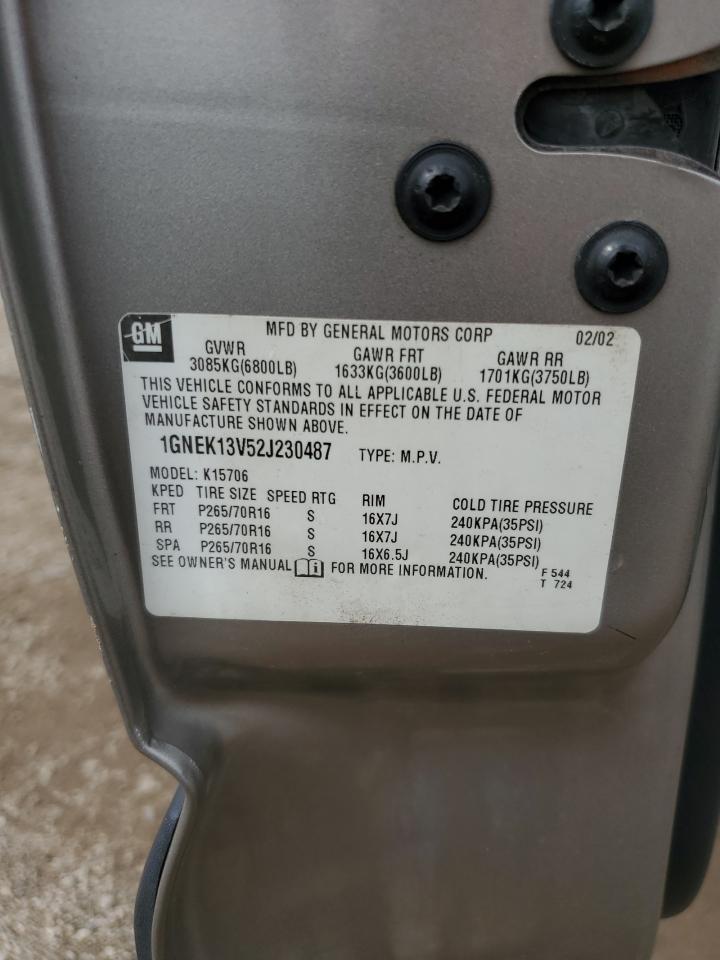 GM
MFD BY GENERAL MOTORS CORP 02/02
GVWR GAWR FRT GAWR RR
3085KG(6800LB) 1633KG(3600LB) 1701KG(3750LB)
THIS VEHICLE CONFORMS TO ALL APPLICABLE U.S. FEDERAL MOTOR
VEHICLE SAFETY STANDARDS IN EFFECT ON THE DATE OF
MANUFACTURE SHOWN ABOVE.
1GNEK13V52J230487 TYPE: M.P.V.
MODEL: K15706
KPED TIRE SIZE SPEED RTG RIM COLD TIRE PRESSURE
FRT P265/70R16 S 16X7J 240KPA(35PSI)
RR P265/70R16 S 16X7J 240KPA(35PSI)
SPA P265/70R16 S 16X6.5J 240KPA(35PSI)
SEE OWNER'S MANUAL i FOR MORE INFORMATION.
F 544
T 724